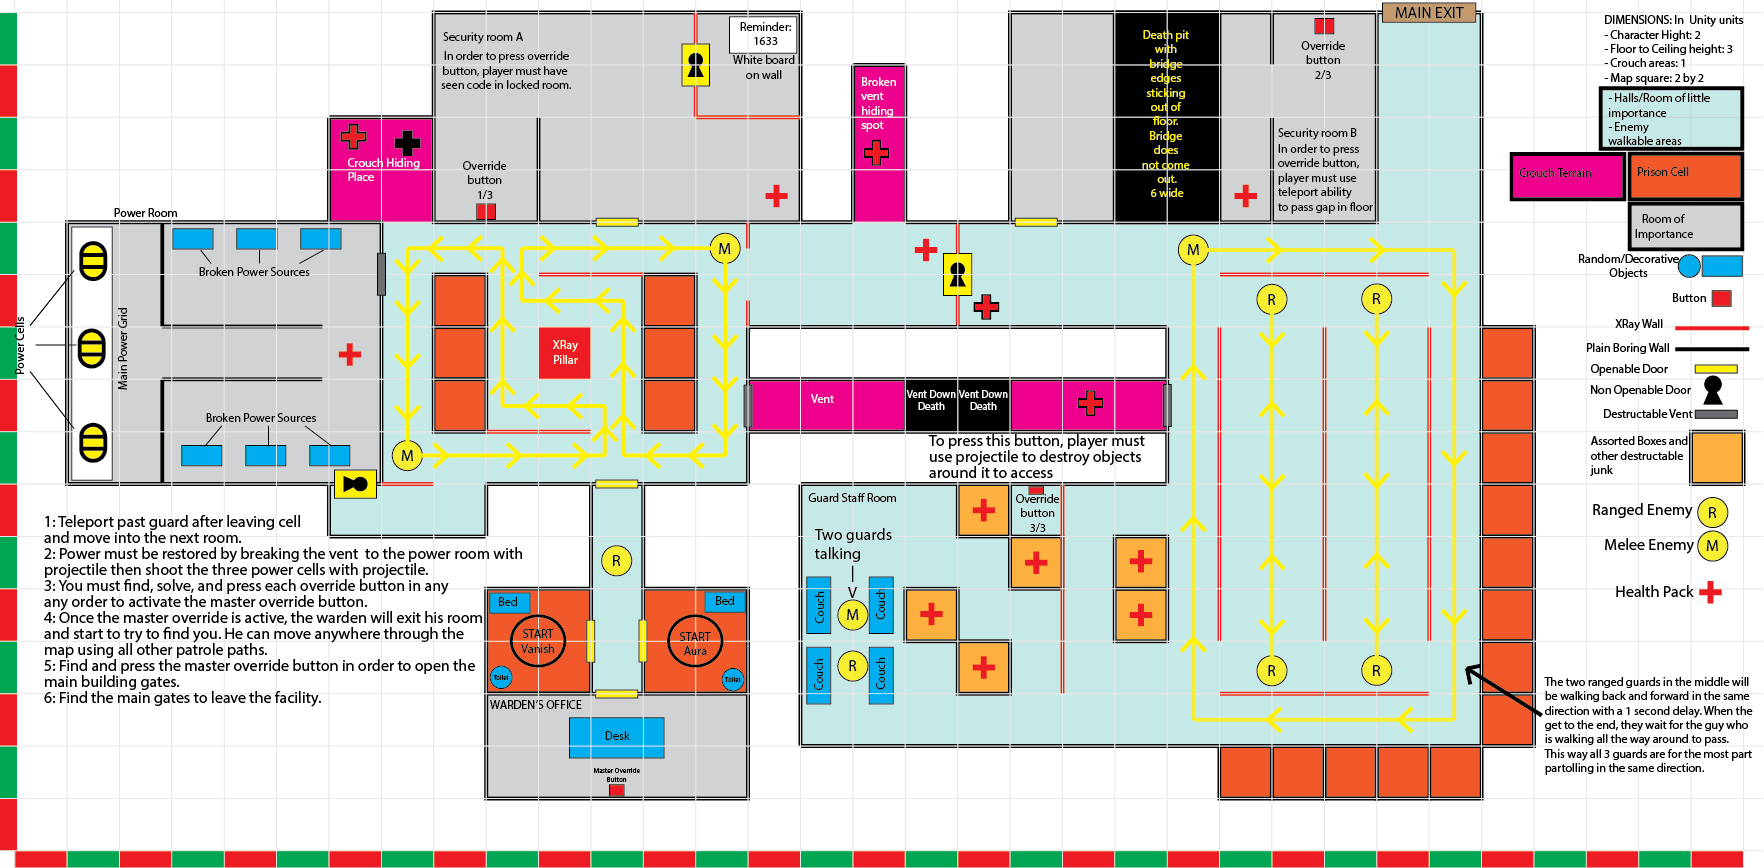 MAIN EXIT
Security room A
In order to press override
button, player must have
seen code in locked room.
Reminder:
1633
White board
on wall
Death pit
with
bridge
edges
sticking
out of
floor.
Bridge
does
not come
out.
6 wide
Override
button
2/3
DIMENSIONS: In Unity units
- Character Hight: 2
- Floor to Ceiling height: 3
- Crouch areas: 1
- Map square: 2 by 2
Broken
vent
hiding
spot
- Halls/Room of little
importance
- Enemy
walkable areas
Crouch Hiding
Place
Override
button
1/3
Security room B
In order to press
override button,
player must use
teleport ability
to pass gap in floor
Crouch Terrain
Prison Cell
Room of
Importance
Power Room
Broken Power Sources
Main Power Grid
Power Cells
Broken Power Sources
M
M
R
R
Random/Decorative
Objects
Button
XRay Wall
Plain Boring Wall
Openable Door
Non Openable Door
Destructable Vent
Assorted Boxes and
other destructable
junk
XRay
Pillar
Vent
Vent Down
Death
Vent Down
Death
M
To press this button, player must
use projectile to destroy objects
around it to access
Guard Staff Room
Override
button
3/3
Two guards
talking
V
Couch
Couch
M
Couch
Couch
R
R
R
Ranged Enemy
R
Melee Enemy
M
Health Pack
1: Teleport past guard after leaving cell
and move into the next room.
2: Power must be restored by breaking the vent to the power room with
projectile then shoot the three power cells with projectile.
3: You must find, solve, and press each override button in any
any order to activate the master override button.
4: Once the master override is active, the warden will exit his room
and start to try to find you. He can move anywhere through the
map using all other patrole paths.
5: Find and press the master override button in order to open the
main building gates.
6: Find the main gates to leave the facility.
R
Bed
Bed
START
Vanish
START
Aura
Toilet
Toilet
WARDEN'S OFFICE
Desk
Master Override
Button
The two ranged guards in the middle will
be walking back and forward in the same
direction with a 1 second delay. When the
get to the end, they wait for the guy who
is walking all the way around to pass.
This way all 3 guards are for the most part
partolling in the same direction.